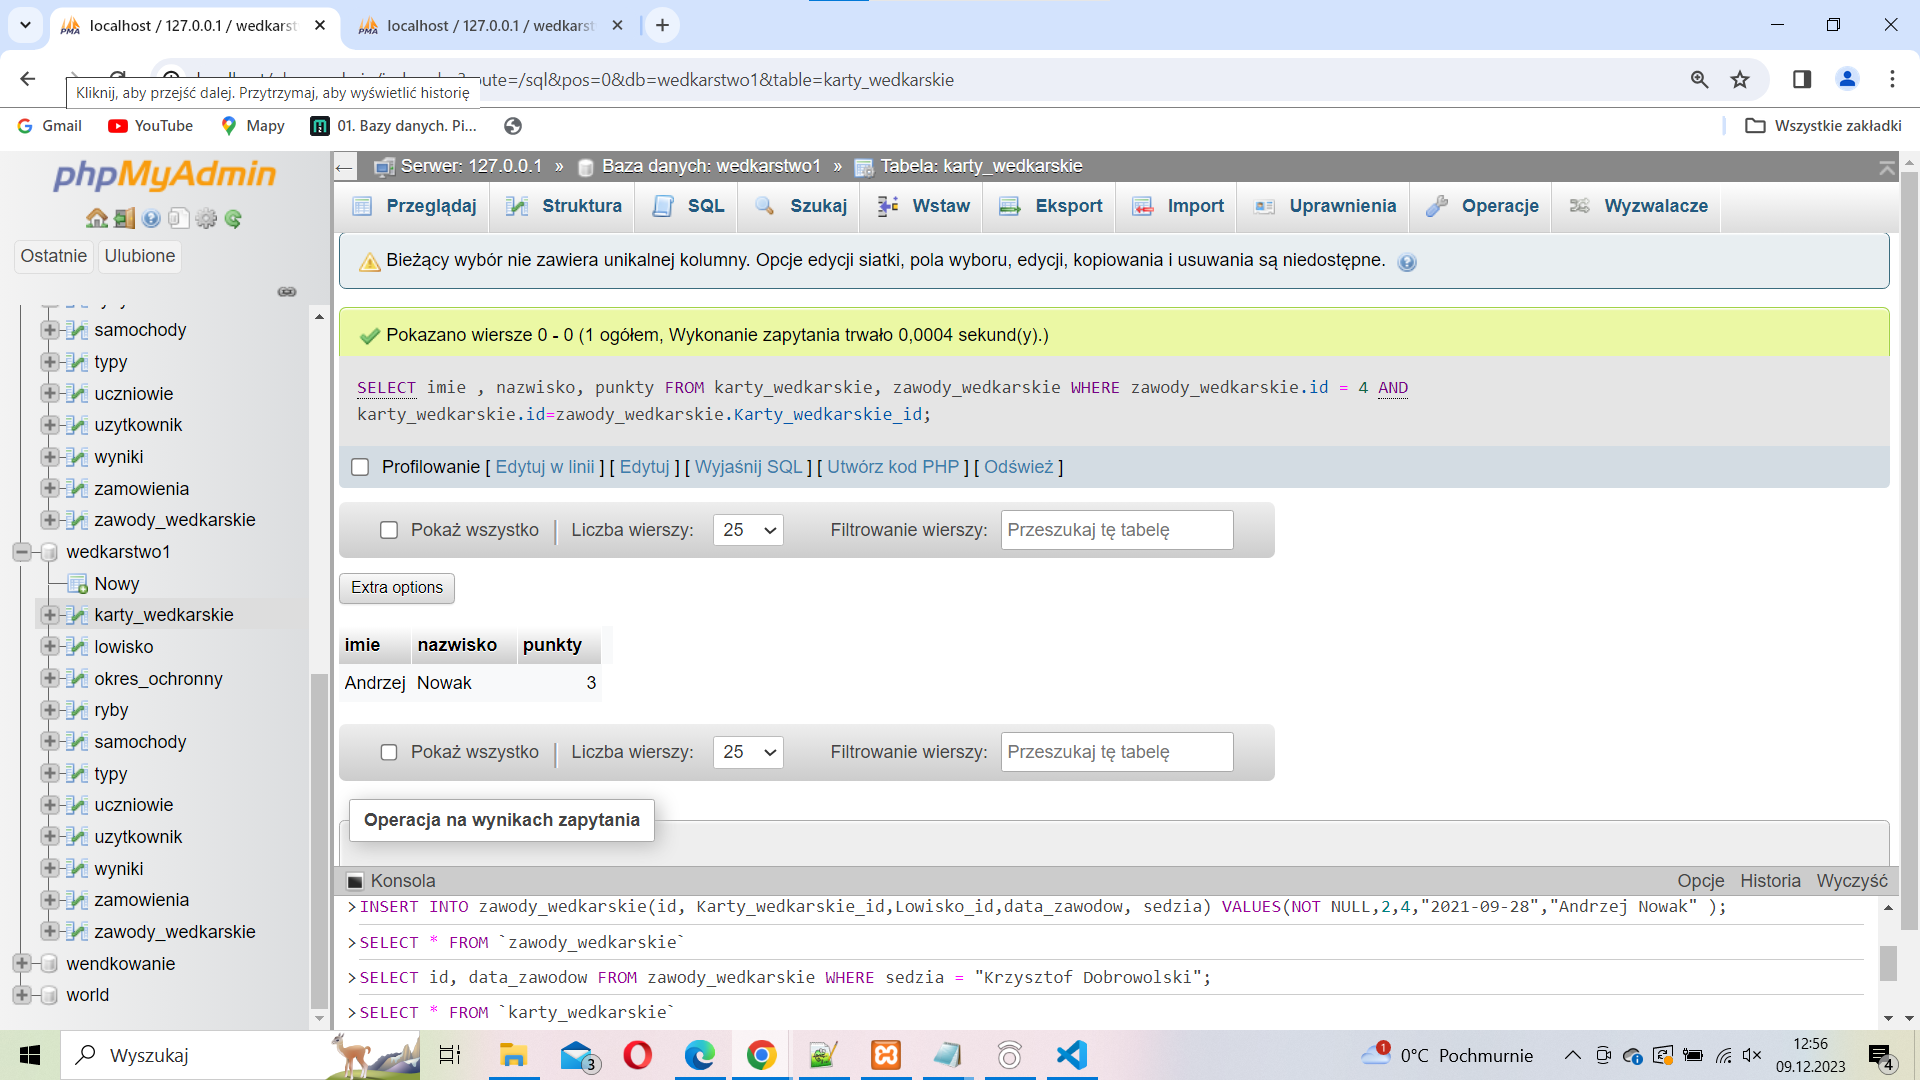 localhost / 127.0.0.1 / wedkarst
localhost / 127.0.0.1 / wedkarst
oute=/sql&pos=0&db=wedkarstwo1&table=karty_wedkarskie
Kliknij, aby przejść dalej. Przytrzymaj, aby wyświetlić historię
Gmail
YouTube
Mapy
01. Bazy danych. Pi...
Wszystkie zakładki
phpMyAdmin
Ostatnie
Ulubione
samochody
typy
uczniowie
uzytkownik
wyniki
zamowienia
zawody_wedkarskie
wedkarstwo1
Nowy
karty_wedkarskie
lowisko
okres_ochronny
ryby
samochody
typy
uczniowie
uzytkownik
wyniki
zamowienia
zawody_wedkarskie
wendkowanie
world
Serwer: 127.0.0.1 » Baza danych: wedkarstwo1 » Tabela: karty_wedkarskie
Przeglądaj
Struktura
SQL
Szukaj
Wstaw
Eksport
Import
Uprawnienia
Operacje
Wyzwalacze
Bieżący wybór nie zawiera unikalnej kolumny. Opcje edycji siatki, pola wyboru, edycji, kopiowania i usuwania są niedostępne.
Pokazano wiersze 0 - 0 (1 ogółem, Wykonanie zapytania trwało 0,0004 sekund(y).)
SELECT imie , nazwisko, punkty FROM karty_wedkarskie, zawody_wedkarskie WHERE zawody_wedkarskie.id = 4 AND
karty_wedkarskie.id=zawody_wedkarskie.Karty_wedkarskie_id;
Profilowanie [ Edytuj w linii ] [ Edytuj ] [ Wyjaśnij SQL ] [ Utwórz kod PHP ] [ Odśwież ]
Pokaż wszystko
Liczba wierszy:
25
Filtrowanie wierszy:
Przeszukaj tę tabelę
Extra options
imie nazwisko punkty
Andrzej Nowak 3
Pokaż wszystko
Liczba wierszy:
25
Filtrowanie wierszy:
Przeszukaj tę tabelę
Operacja na wynikach zapytania
Konsola
Opcje
Historia
Wyczyść
>INSERT INTO zawody_wedkarskie(id, Karty_wedkarskie_id,Lowisko_id,data_zawodow, sedzia) VALUES(NOT NULL,2,4,"2021-09-28","Andrzej Nowak" );
>SELECT * FROM `zawody_wedkarskie`
>SELECT id, data_zawodow FROM zawody_wedkarskie WHERE sedzia = "Krzysztof Dobrowolski";
>SELECT * FROM `karty_wedkarskie`
Wyszukaj
3
1
0°C Pochmurnie
12:56
09.12.2023
4